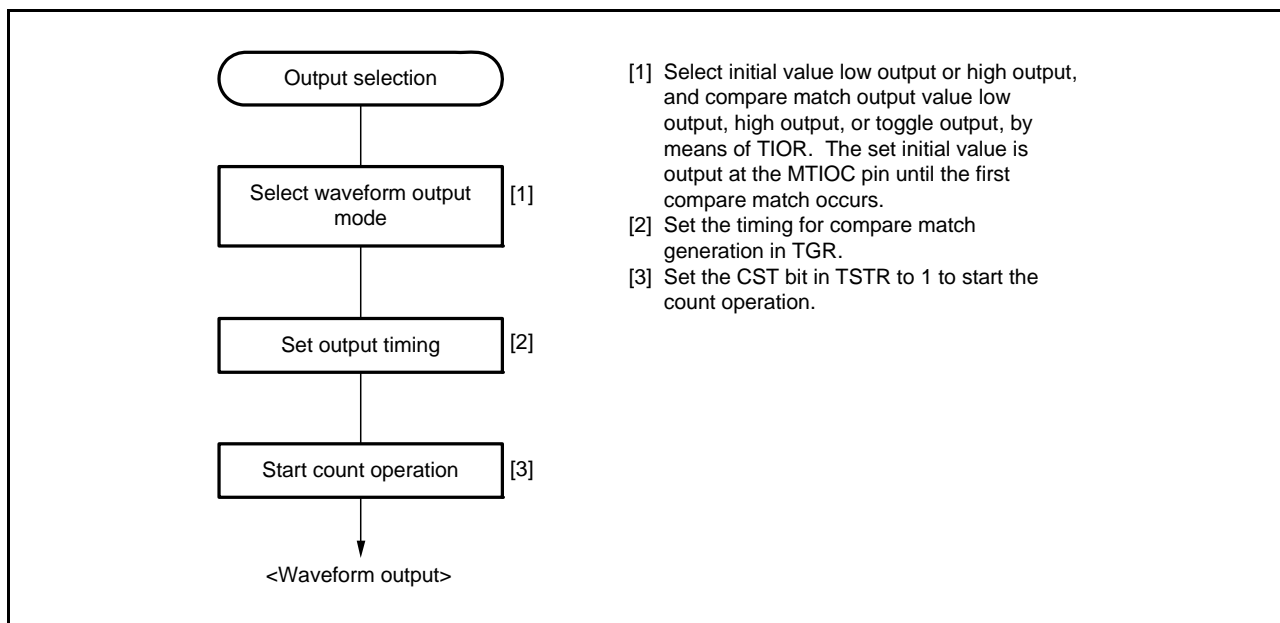 Output selection
Select waveform output
mode
[1]
Set output timing
[2]
Start count operation
[3]
<Waveform output>
[1] Select initial value low output or high output,
and compare match output value low
output, high output, or toggle output, by
means of TIOR. The set initial value is
output at the MTIOC pin until the first
compare match occurs.
[2] Set the timing for compare match
generation in TGR.
[3] Set the CST bit in TSTR to 1 to start the
count operation.